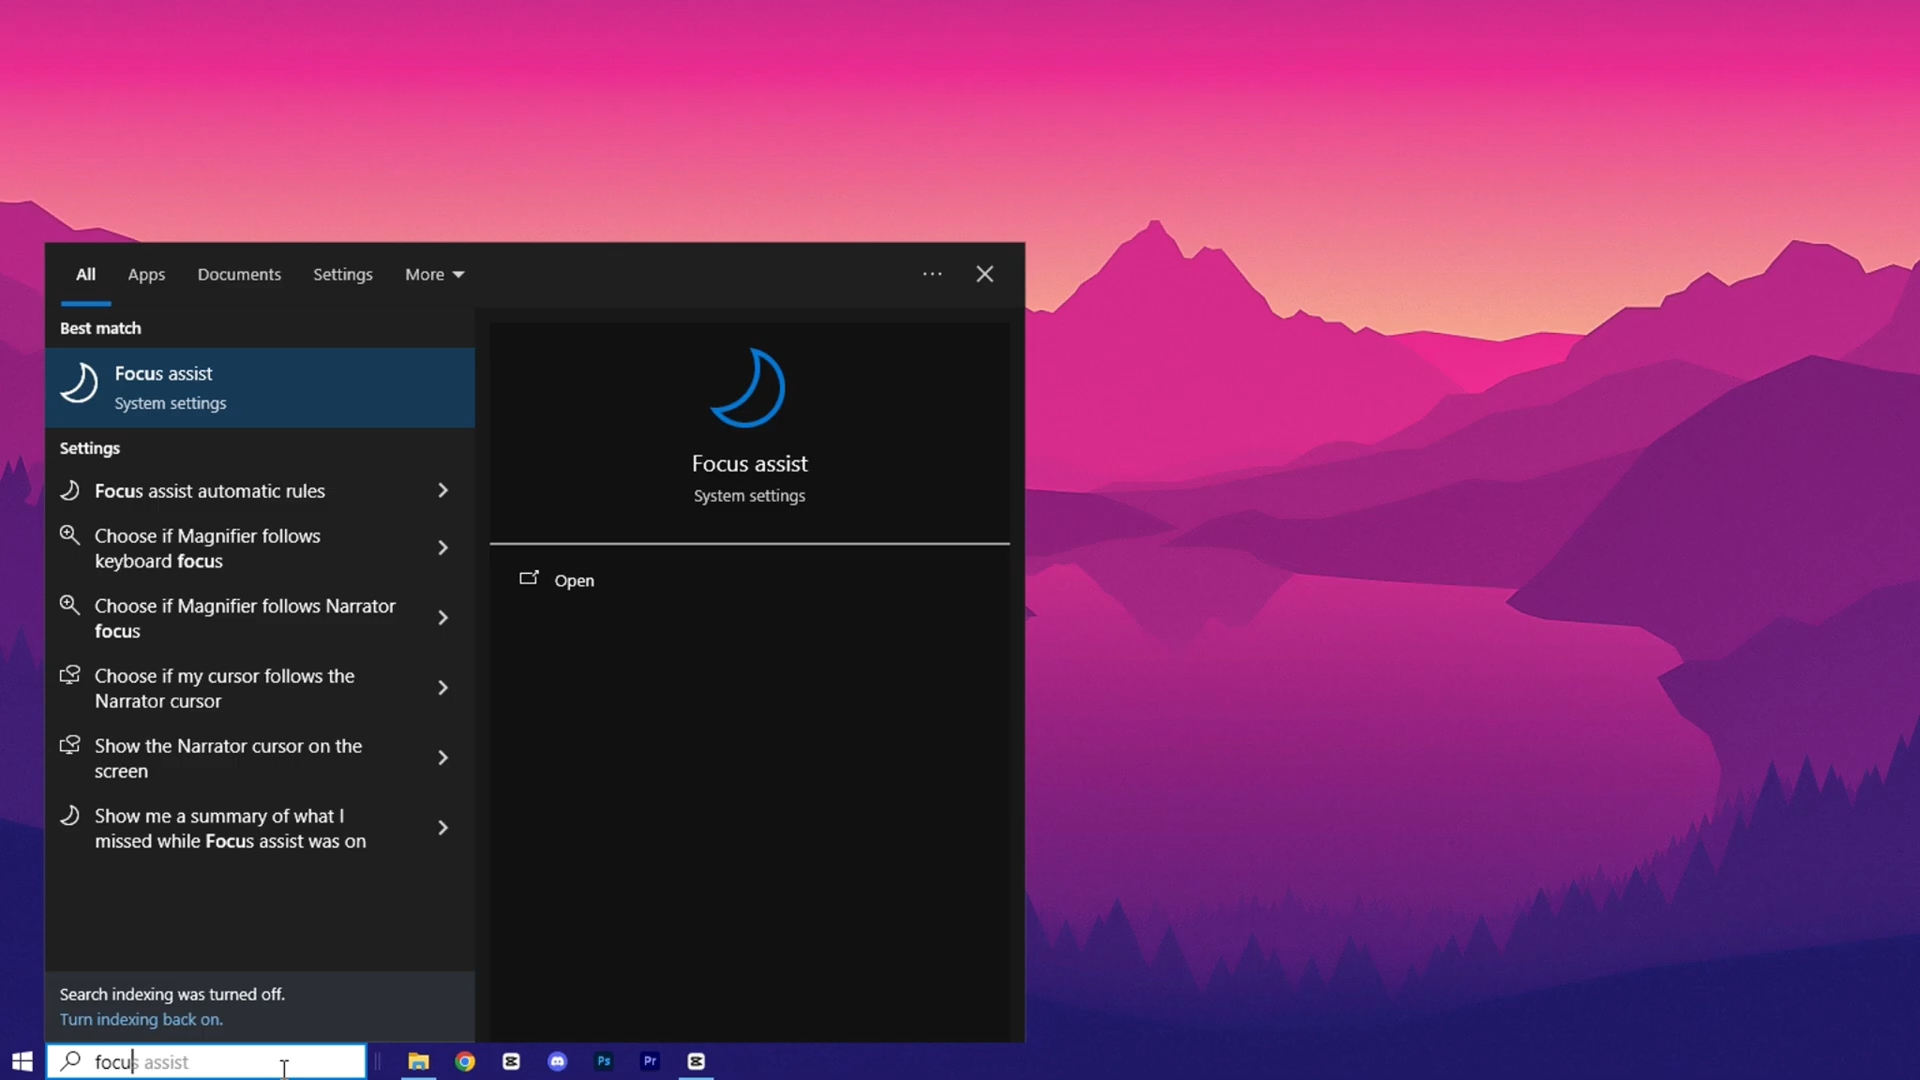 All
Apps
Documents
Settings
More
Best match
Focus assist
System settings
Settings
Focus assist automatic rules
Choose if Magnifier follows
keyboard focus
Choose if Magnifier follows Narrator
focus
Choose if my cursor follows the
Narrator cursor
Show the Narrator cursor on the
screen
Show me a summary of what I
missed while Focus assist was on
Focus assist
System settings
Open
Search indexing was turned off.
Turn indexing back on.
focus assist
Ps
Pr